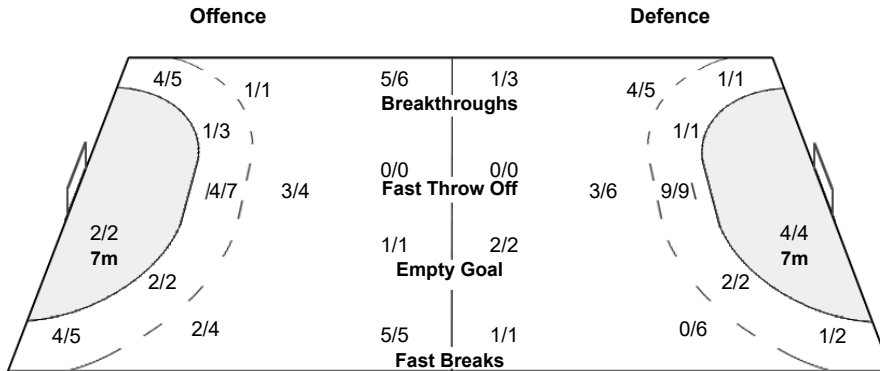 Offence Defence
4/5 1/1 5/6 1/3 4/5 1/1
Breakthroughs
1/3 1/1
0/0 0/0
4/7 3/4 Fast Throw Off 3/6 9/9
2/2 1/1 2/2 4/4
7m Empty Goal 7m
2/2 2/2
4/5 2/4 5/5 1/1 0/6 1/2
Fast Breaks